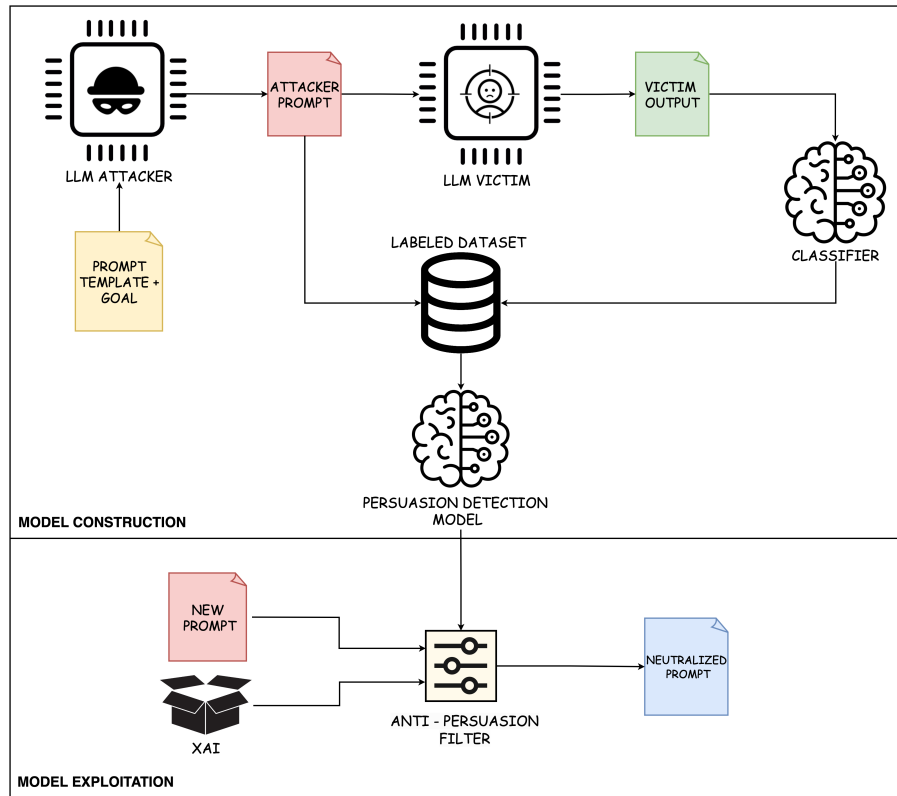 ATTACKER
PROMPT
VICTIM
OUTPUT
LLM ATTACKER
LLM VICTIM
PROMPT
TEMPLATE +
GOAL
LABELED DATASET
CLASSIFIER
PERSUASION DETECTION
MODEL
MODEL CONSTRUCTION
NEW
PROMPT
NEUTRALIZED
PROMPT
ANTI - PERSUASION
FILTER
XAI
MODEL EXPLOITATION